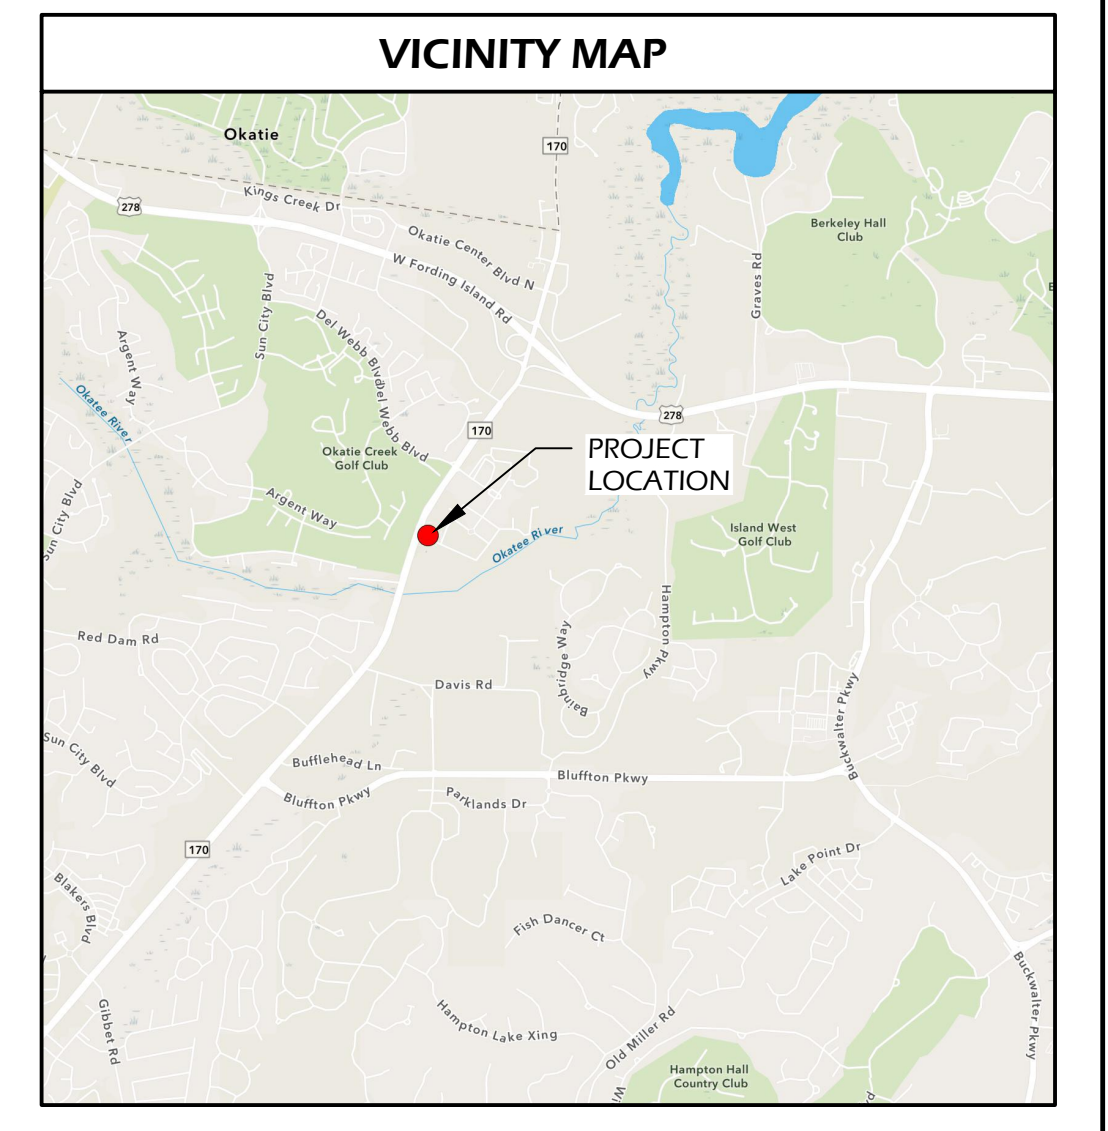 VICINITY MAP
Okatie
170
Kings Creek Dr
278
Okatie Center Blvd N
Berkeley Hall
Club
W Fording Island Rd
Graves Rd
Sun City Blvd
Del Webb Blvd
Argent Way
Del Webb Blvd
Okatee River
278
170
PROJECT
LOCATION
Okatie Creek
Golf Club
Argent Way
Sun City Blvd
Island West
Golf Club
Okatee River
Hampton Pkwy
Red Dam Rd
Bainbridge Way
Davis Rd
Buckwalter Pkwy
Sun City Blvd
Bufflehead Ln
Bluffton Pkwy
Bluffton Pkwy
Parklands Dr
170
Lake Point Dr
Blakers Blvd
Fish Dancer Ct
Buckwalter Pkwy
Gibbet Rd
Hampton Lake Xing
Old Miller Rd
Hampton Hall
Country Club